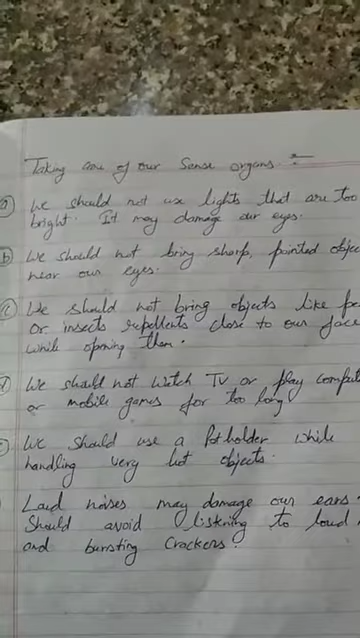 Taking care of our Sense organs :-
a) We should not use lights that are too
bright. It may damage our eyes.
b) We should not bring sharp, pointed objec
near our eyes.
c) We should not bring objects like
or insects repellents close to our face
while opening them.
d) We should not watch TV or play comput
or mobile games for too long
We should use a Potholder while
handling very hot objects.
Loud noises may damage our ears
Should avoid listening to loud
and bursting Crackers.